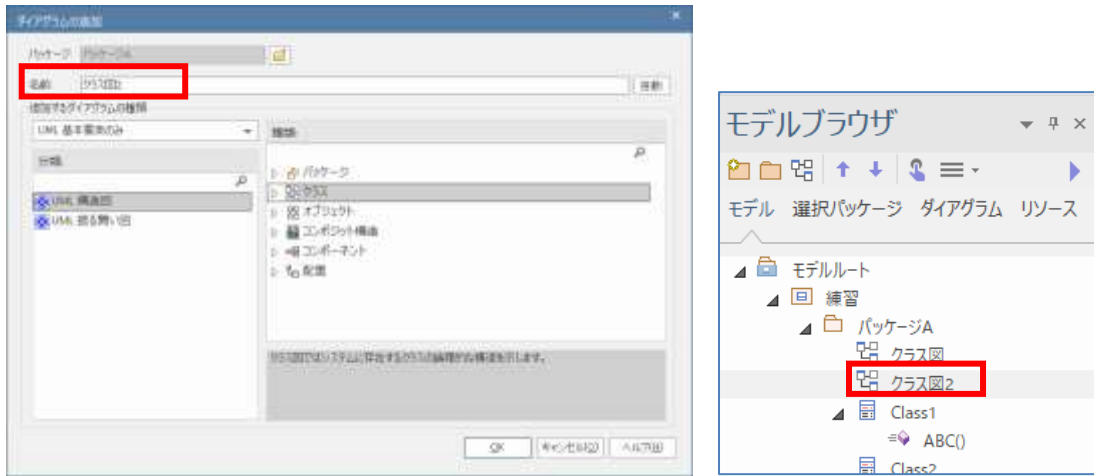 ダイアグラムの追加
パッケージ パッケージA
名前 クラス図2
自動
追加するダイアグラムの種類
UML 基本要素のみ
種類
分類
パッケージ
クラス
UML 構造図
オブジェクト
UML 振る舞い図
コンポジット構造
コンポーネント
配置
OK キャンセル(C) ヘルプ(H)
モデルブラウザ
モデル 選択パッケージ ダイアグラム リソース
モデルルート
練習
パッケージA
クラス図
クラス図2
Class1
ABC()
Class2